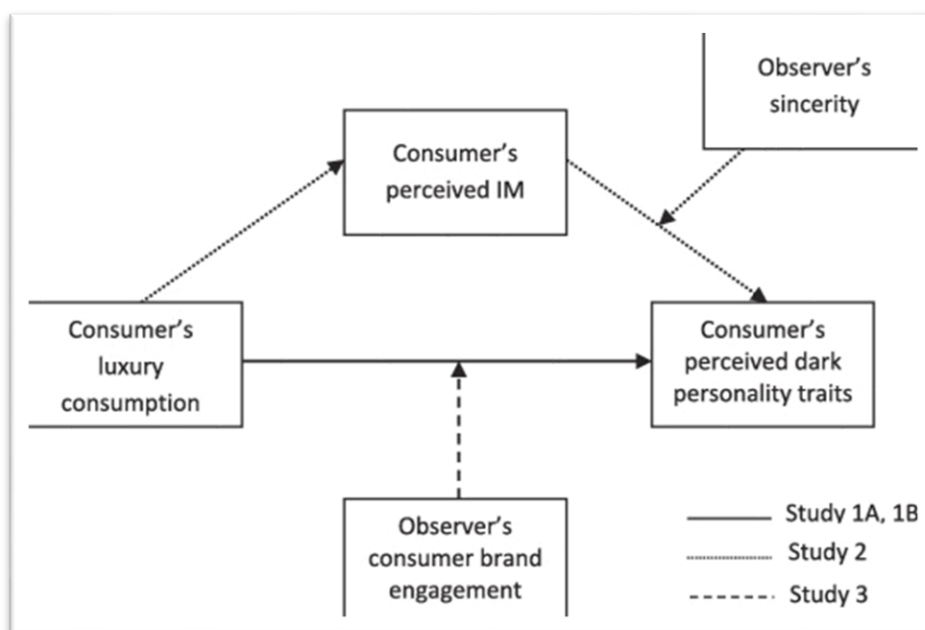 Observer's
sincerity
Consumer's
perceived IM
Consumer's
luxury
consumption
Consumer's
perceived dark
personality traits
Observer's
consumer brand
engagement
Study 1A, 1B
Study 2
Study 3